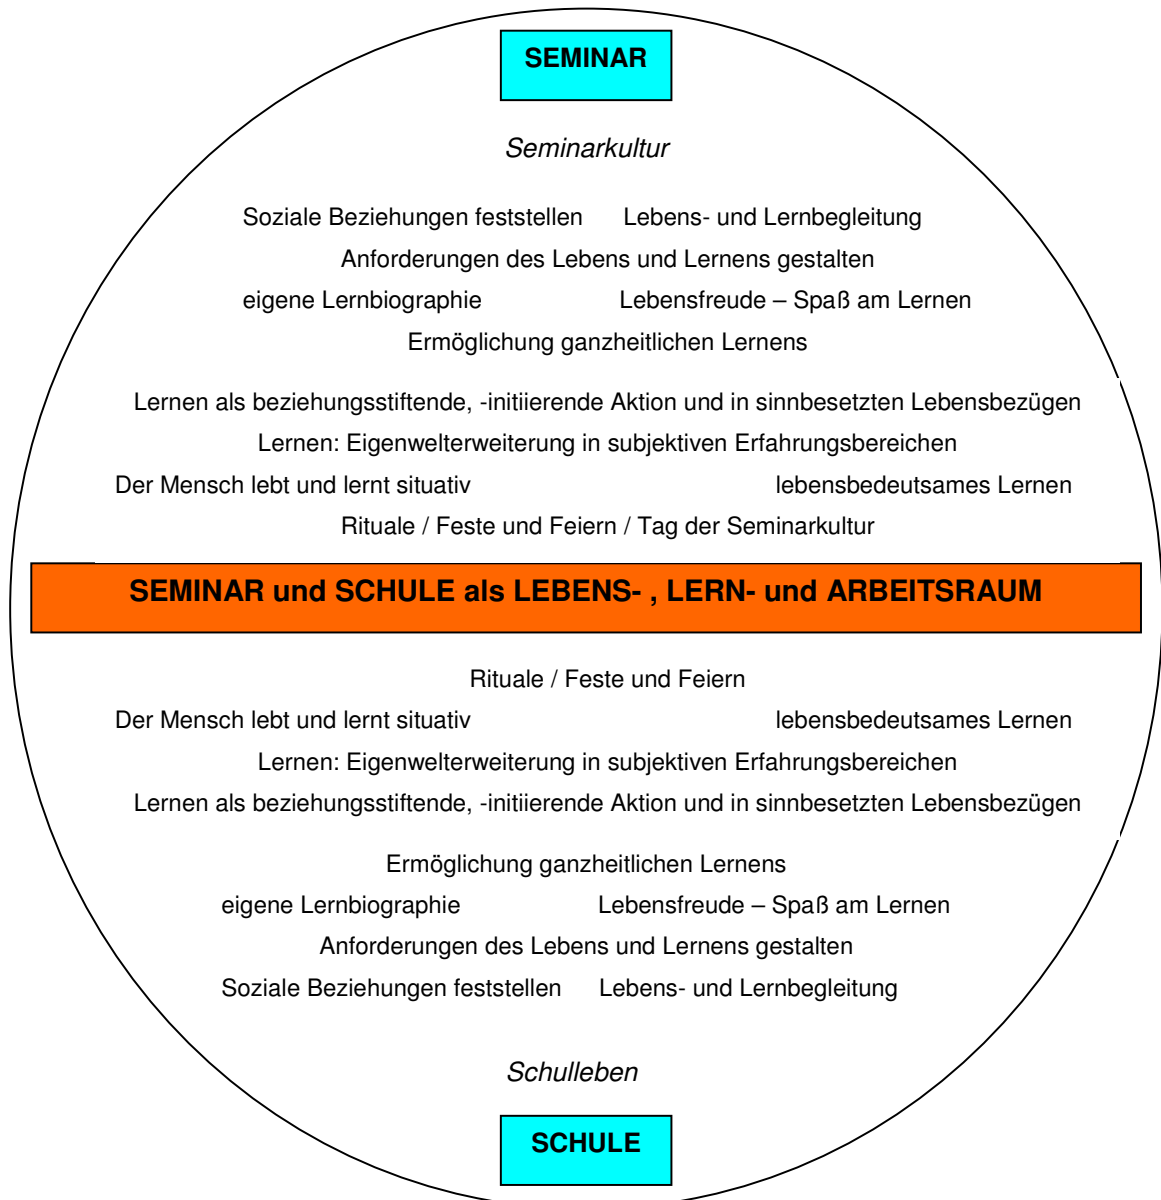 SEMINAR
Seminarkultur
Soziale Beziehungen feststellen Lebens- und Lernbegleitung
Anforderungen des Lebens und Lernens gestalten
eigene Lernbiographie Lebensfreude – Spaß am Lernen
Ermöglichung ganzheitlichen Lernens
Lernen als beziehungsstiftende, -initiierende Aktion und in sinnbesetzten Lebensbezügen
Lernen: Eigenwelterweiterung in subjektiven Erfahrungsbereichen
Der Mensch lebt und lernt situativ lebensbedeutsames Lernen
Rituale / Feste und Feiern / Tag der Seminarkultur
SEMINAR und SCHULE als LEBENS- , LERN- und ARBEITSRAUM
Rituale / Feste und Feiern
Der Mensch lebt und lernt situativ lebensbedeutsames Lernen
Lernen: Eigenwelterweiterung in subjektiven Erfahrungsbereichen
Lernen als beziehungsstiftende, -initiierende Aktion und in sinnbesetzten Lebensbezügen
Ermöglichung ganzheitlichen Lernens
eigene Lernbiographie Lebensfreude – Spaß am Lernen
Anforderungen des Lebens und Lernens gestalten
Soziale Beziehungen feststellen Lebens- und Lernbegleitung
Schulleben
SCHULE